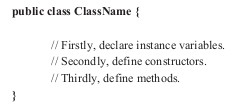 public class ClassName {
// Firstly, declare instance variables.
// Secondly, define constructors.
// Thirdly, define methods.
}